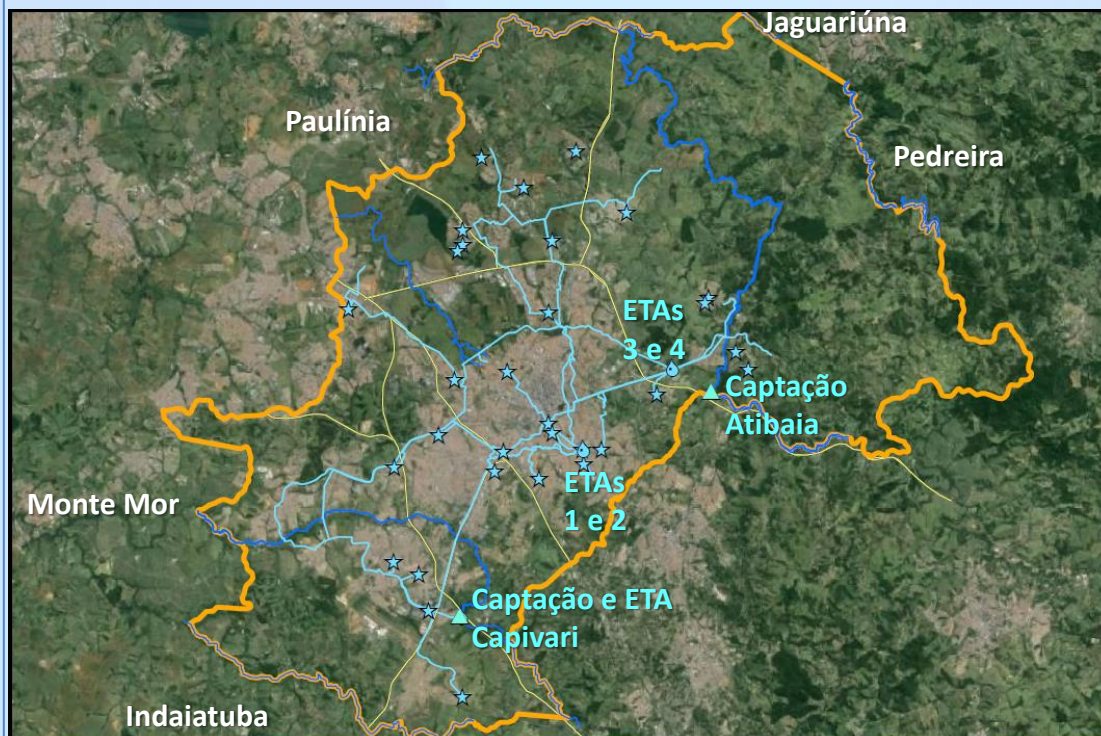 Jaguariúna
Paulínia
Pedreira
ETAs
3 e 4
Captação
Atibaia
ETAs
1 e 2
Monte Mor
Captação e ETA
Capivari
Indaiatuba